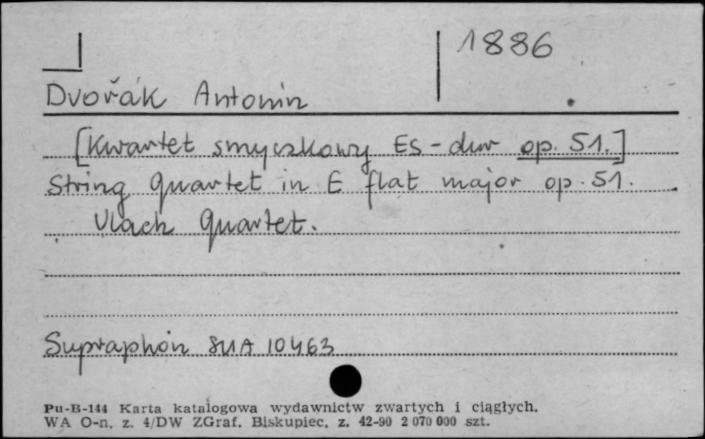 1886
Dvořák Antonin
[Kwartet smyczkowy Es-dur op. 51.]
String Quartet in E flat major op. 51.
Vlach Quartet.
Supraphon SUA 10463
Pu-B-144 Karta katalogowa wydawnictw zwartych i ciągłych.
WA O-n. z. 4/DW ZGraf. Biskupiec, z. 42-90 2 070 000 szt.